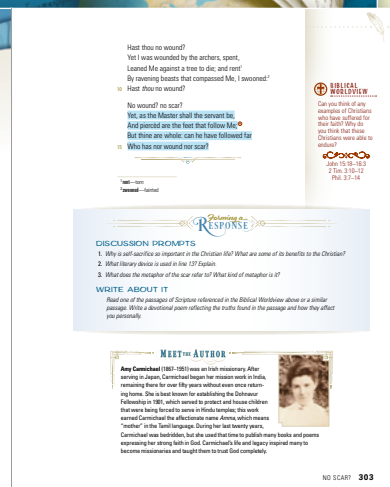 Hast thou no wound?
Yet I was wounded by the archers, spent,
Leaned Me against a tree to die; and rent¹
By ravening beasts that compassed Me, I swooned:²
10 Hast thou no wound?
No wound? no scar?
Yet, as the Master shall the servant be,
And pierced are the feet that follow Me;
But thine are whole: can he have followed far
15 Who has nor wound nor scar?
¹ rent—torn
² swooned—fainted
BIBLICAL
WORLDVIEW
Can you think of any
examples of Christians
who have suffered for
their faith? Why do
you think that these
Christians were able to
endure?
John 15:18–16:3
2 Tim. 3:10–12
Phil. 3:7–14
Forming a
RESPONSE
DISCUSSION PROMPTS
1. Why is self-sacrifice so important in the Christian life? What are some of its benefits to the Christian?
2. What literary device is used in line 13? Explain.
3. What does the metaphor of the scar refer to? What kind of metaphor is it?
WRITE ABOUT IT
Read one of the passages of Scripture referenced in the Biblical Worldview above or a similar
passage. Write a devotional poem reflecting the truths found in the passage and how they affect
you personally.
MEET THE AUTHOR
Amy Carmichael (1867–1951) was an Irish missionary. After
serving in Japan, Carmichael began her mission work in India,
remaining there for over fifty years without even once return-
ing home. She is best known for establishing the Dohnavur
Fellowship in 1901, which served to protect and house children
that were being forced to serve in Hindu temples; this work
earned Carmichael the affectionate name Amma, which means
"mother" in the Tamil language. During her last twenty years,
Carmichael was bedridden, but she used that time to publish many books and poems
expressing her strong faith in God. Carmichael's life and legacy inspired many to
become missionaries and taught them to trust God completely.
NO SCAR? 303